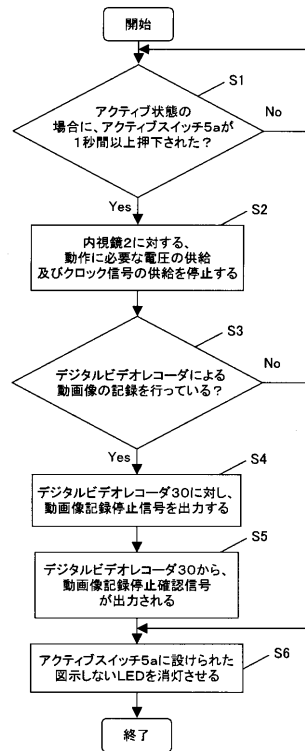 開始
S1
アクティブ状態の
場合に、アクティブスイッチ5aが
1秒間以上押下された?
No
Yes
S2
内視鏡2に対する、
動作に必要な電圧の供給
及びクロック信号の供給を停止する
S3
デジタルビデオレコーダによる
動画像の記録を行っている?
No
Yes
S4
デジタルビデオレコーダ30に対し、
動画像記録停止信号を出力する
S5
デジタルビデオレコーダ30から、
動画像記録停止確認信号
が出力される
S6
アクティブスイッチ5aに設けられた
図示しないLEDを消灯させる
終了